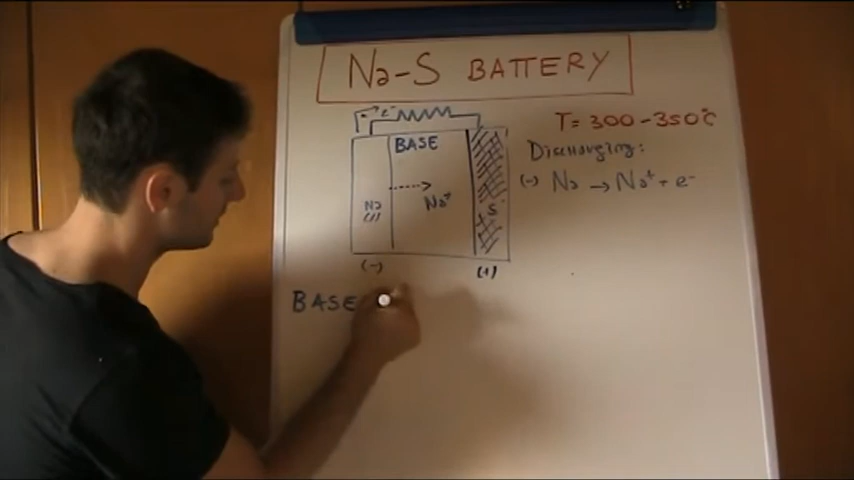 Na-S BATTERY
e⁻
BASE
T = 300 - 350°C
Discharging:
(-) Na → Na⁺ + e⁻
Na
(l)
Na⁺
S
(-)
(+)
BASE